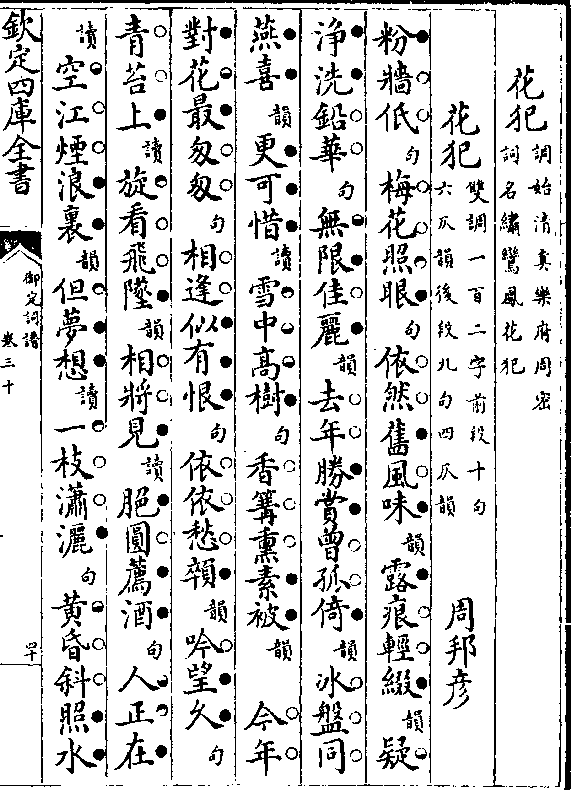 花犯調始清真樂府周密
詞名繡鸞鳳花犯
花犯雙調一百二字前段十句
六仄韻後段九句四仄韻
周邦彥
粉牆低句梅花照眼句依然舊風味韻露痕輕綴韻疑
淨洗鉛華句無限佳麗韻去年勝賞曾孤倚韻冰盤同
燕喜韻更可惜讀雪中高樹句香篝熏素被韻今年
對花最匆匆句相逢似有恨句依依愁顇韻吟望久句
青苔上讀旋看飛墜韻相將見讀脆圓薦酒句人正在
讀空江煙浪裏韻但夢想讀一枝瀟灑句黃昏斜照水
欽定四庫全書
御定詞譜
卷三十
四十